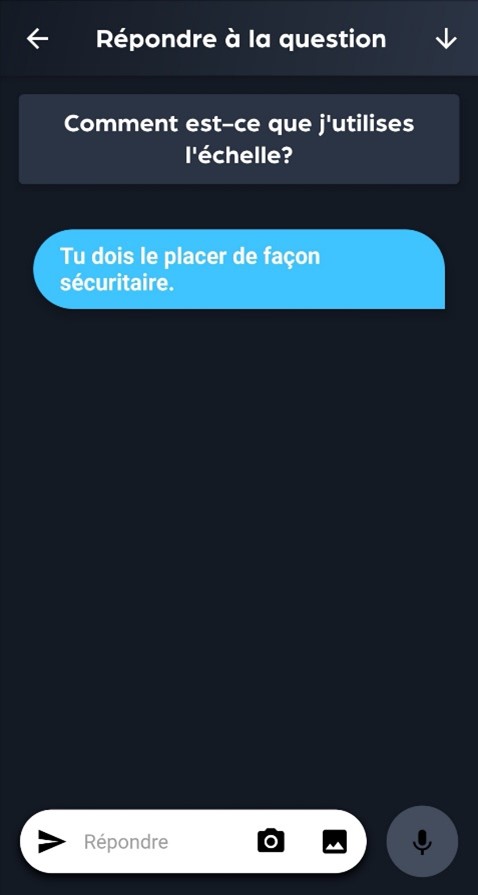 Répondre à la question
Comment est-ce que j'utilises
l'échelle?
Tu dois le placer de façon
sécuritaire.
Répondre